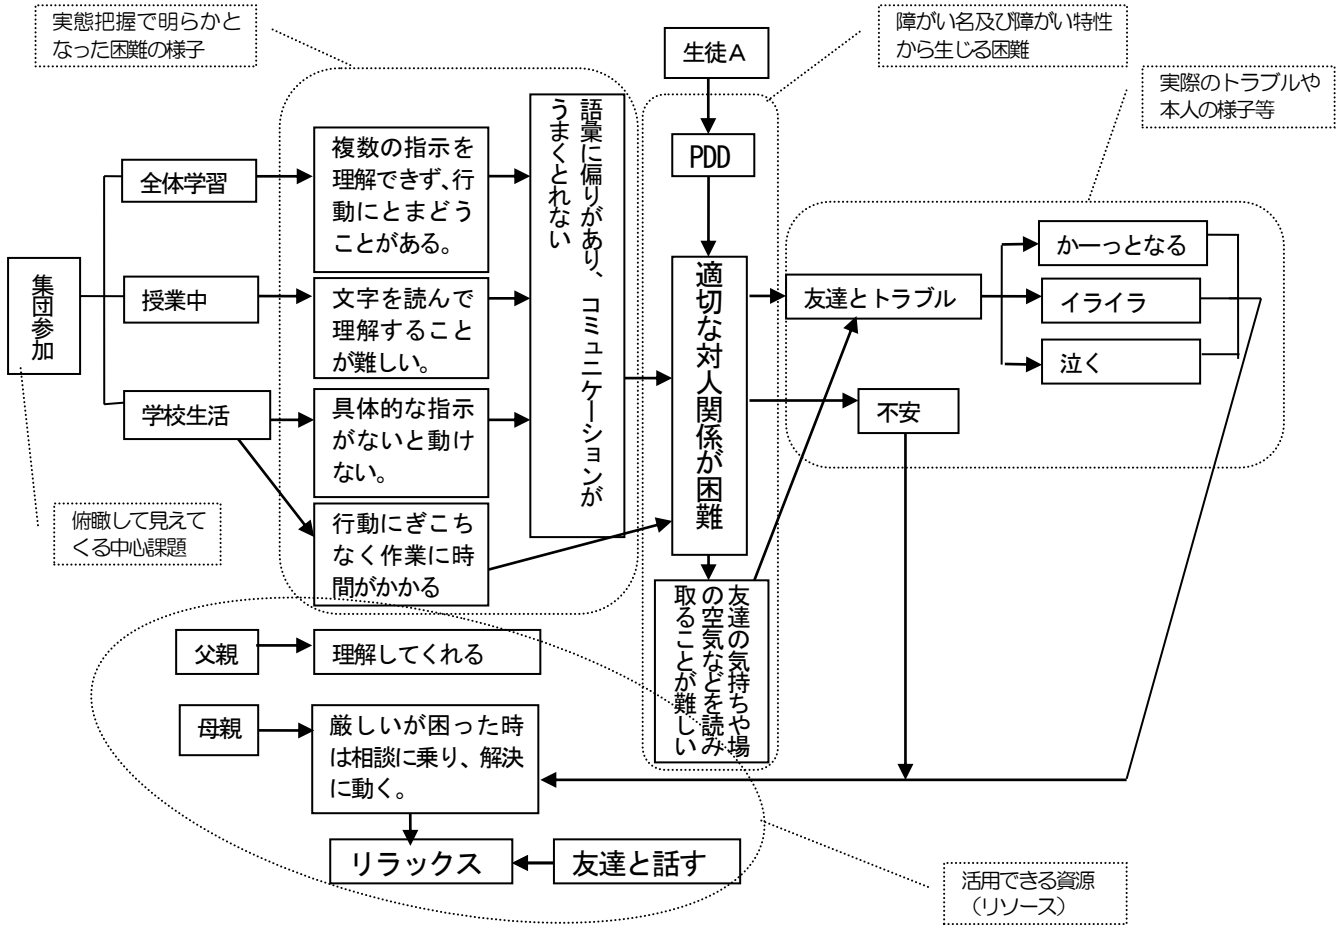 実態把握で明らかと
なった困難の様子
障がい名及び障がい特性
から生じる困難
実際のトラブルや
本人の様子等
生徒A
PDD
集団参加
全体学習
授業中
学校生活
複数の指示を
理解できず、行
動にとまどう
ことがある。
文字を読んで
理解すること
が難しい。
具体的な指示
がないと動け
ない。
行動にぎこち
なく作業に時
間がかかる
語彙に偏りがあり、コミュニケーションが
うまくとれない
適切な対人関係が困難
友達の気持ちや場
の空気などを読み
取ることが難しい
友達とトラブル
かーっとなる
イライラ
泣く
不安
俯瞰して見えて
くる中心課題
父親
理解してくれる
母親
厳しいが困った時
は相談に乗り、解決
に動く。
リラックス
友達と話す
活用できる資源
（リソース）